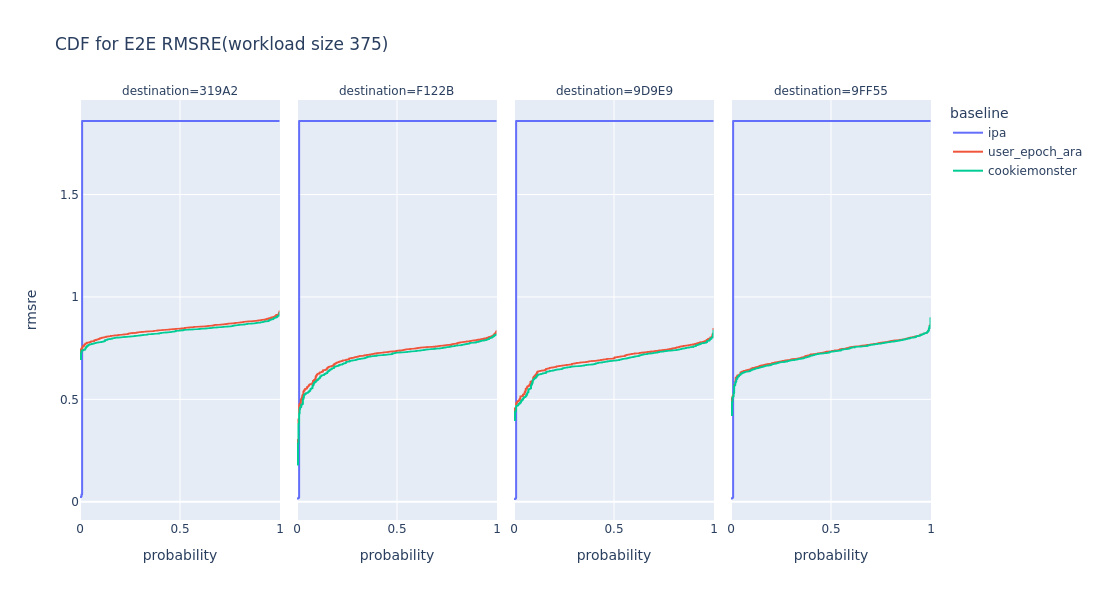 CDF for E2E RMSRE(workload size 375)
destination=319A2
destination=F122B
destination=9D9E9
destination=9FF55
baseline
ipa
user_epoch_ara
cookiemonster
rmsre
1.5
1
0.5
0
0 0.5 1
0 0.5 1
0 0.5 1
0 0.5 1
probability
probability
probability
probability